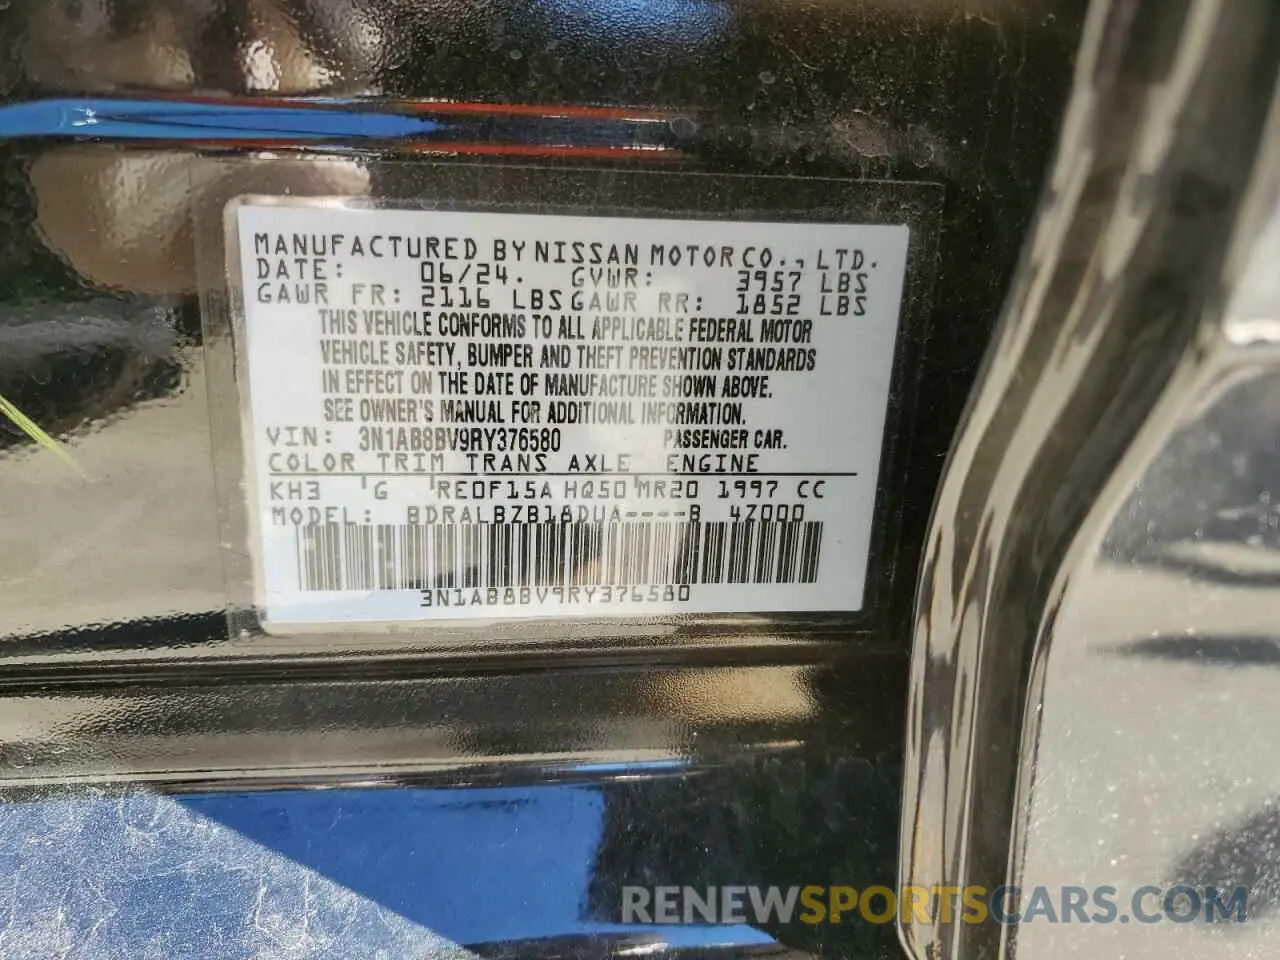 MANUFACTURED BY NISSAN MOTOR CO., LTD.
DATE: 06/24. GVWR: 3957 LBS
GAWR FR: 2116 LBS GAWR RR: 1852 LBS
THIS VEHICLE CONFORMS TO ALL APPLICABLE FEDERAL MOTOR
VEHICLE SAFETY, BUMPER AND THEFT PREVENTION STANDARDS
IN EFFECT ON THE DATE OF MANUFACTURE SHOWN ABOVE.
SEE OWNER'S MANUAL FOR ADDITIONAL INFORMATION.
VIN: 3N1AB8BV9RY376580 PASSENGER CAR.
COLOR TRIM TRANS AXLE ENGINE
KH3 'G 'RE0F15A HQ50'MR20 1997 CC
MODEL: BDRALBZB18DUA----B 4Z000
3N1AB8BV9RY376580
RENEWSPORTSCARS.COM